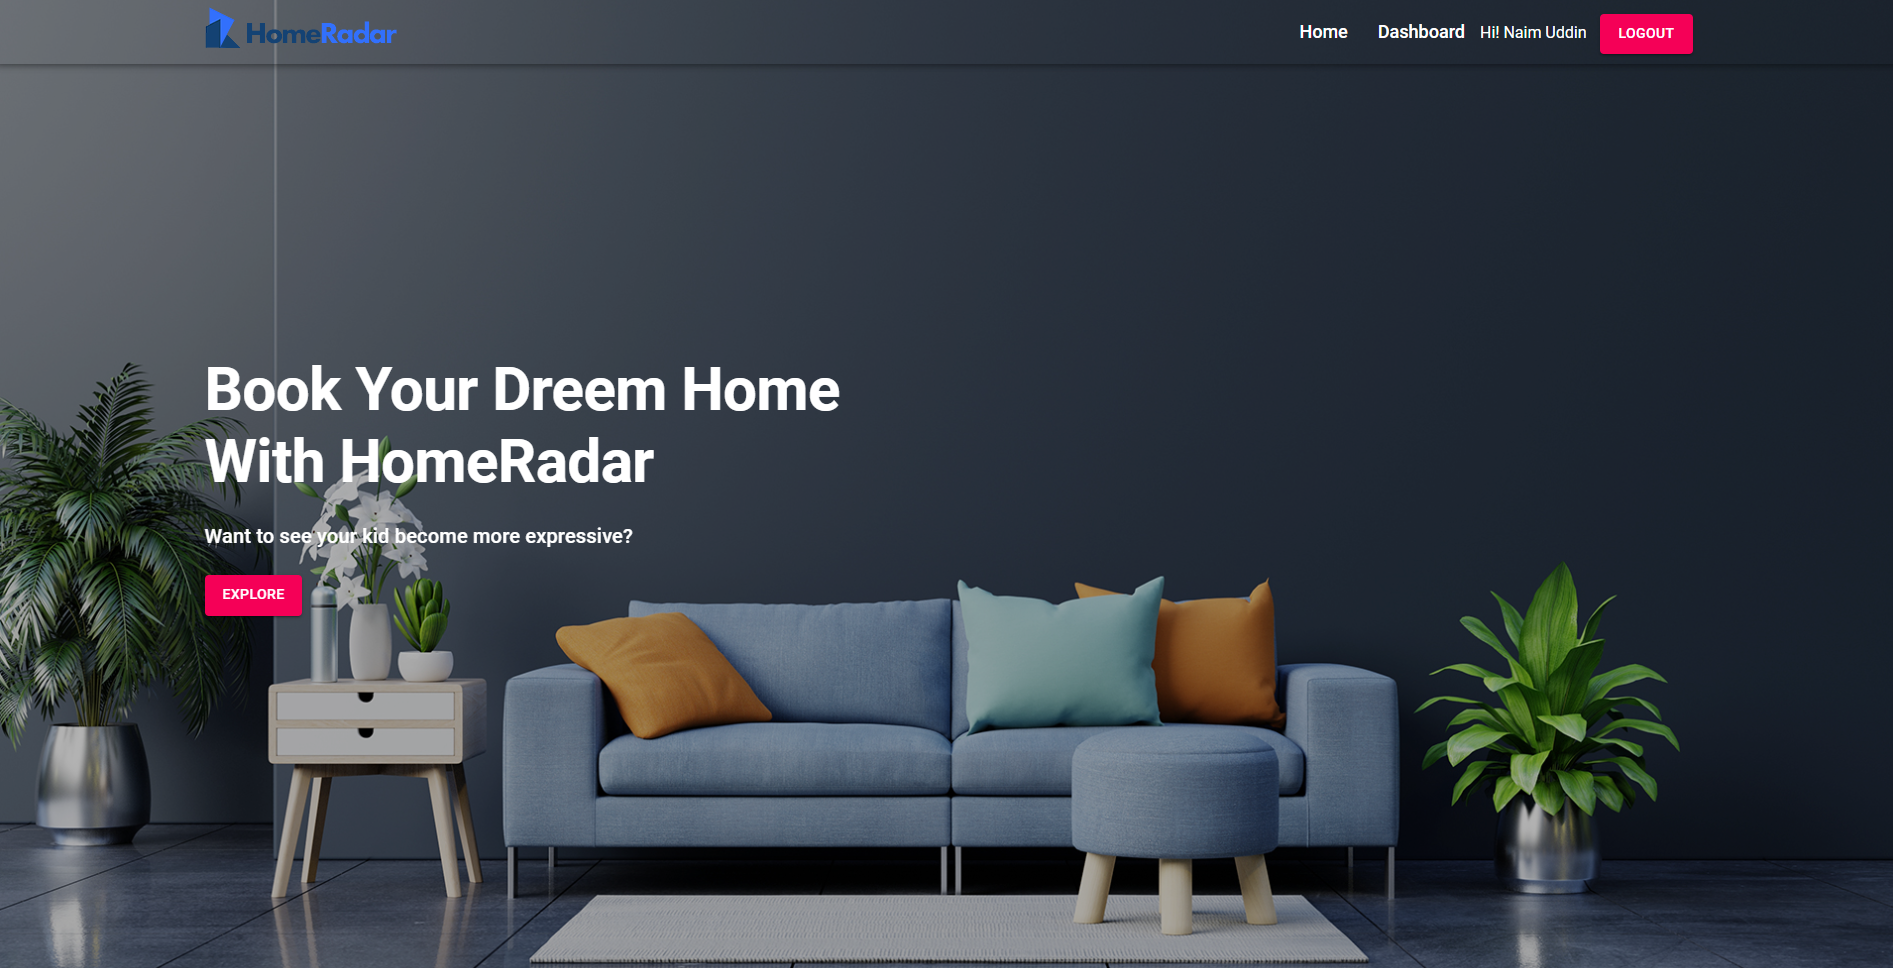 HomeRadar
Home Dashboard Hi! Naim Uddin LOGOUT
Book Your Dreem Home
With HomeRadar
Want to see your kid become more expressive?
EXPLORE